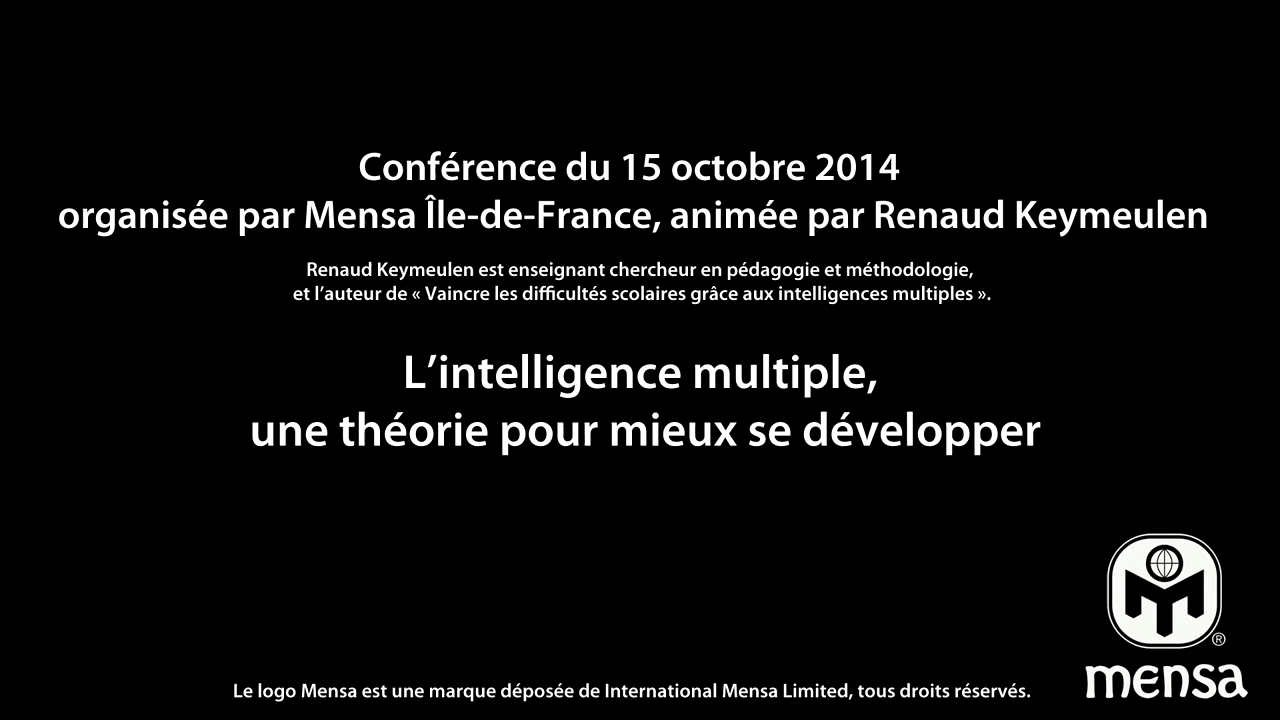 Conférence du 15 octobre 2014
organisée par Mensa Île-de-France, animée par Renaud Keymeulen
Renaud Keymeulen est enseignant chercheur en pédagogie et méthodologie,
et l’auteur de « Vaincre les difficultés scolaires grâce aux intelligences multiples ».
L’intelligence multiple,
une théorie pour mieux se développer
®
mensa
Le logo Mensa est une marque déposée de International Mensa Limited, tous droits réservés.